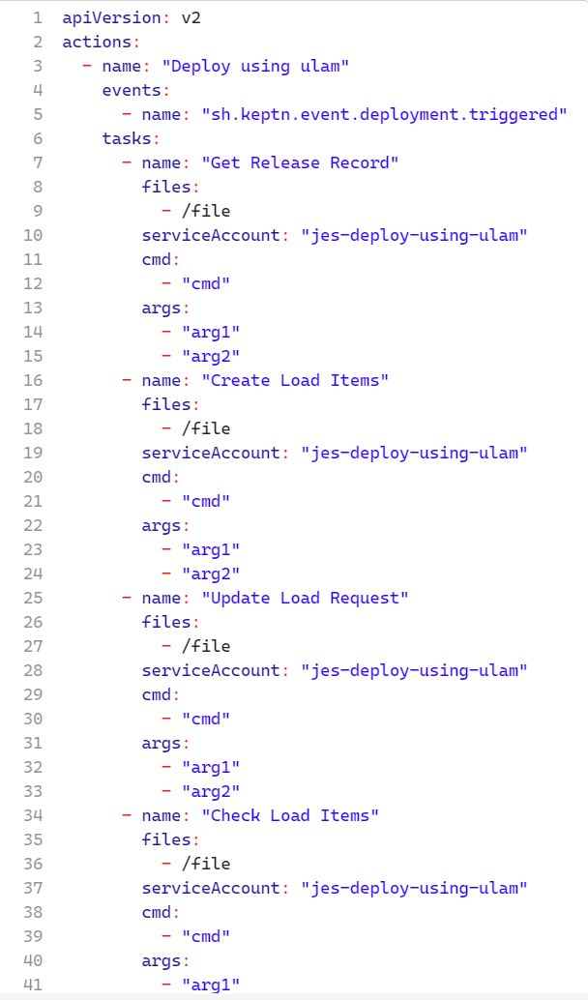 1 apiVersion: v2
2 actions:
3   - name: "Deploy using ulam"
4     events:
5       - name: "sh.keptn.event.deployment.triggered"
6     tasks:
7       - name: "Get Release Record"
8         files:
9           - /file
10         serviceAccount: "jes-deploy-using-ulam"
11         cmd:
12           - "cmd"
13         args:
14           - "arg1"
15           - "arg2"
16       - name: "Create Load Items"
17         files:
18           - /file
19         serviceAccount: "jes-deploy-using-ulam"
20         cmd:
21           - "cmd"
22         args:
23           - "arg1"
24           - "arg2"
25       - name: "Update Load Request"
26         files:
27           - /file
28         serviceAccount: "jes-deploy-using-ulam"
29         cmd:
30           - "cmd"
31         args:
32           - "arg1"
33           - "arg2"
34       - name: "Check Load Items"
35         files:
36           - /file
37         serviceAccount: "jes-deploy-using-ulam"
38         cmd:
39           - "cmd"
40         args:
41           - "arg1"